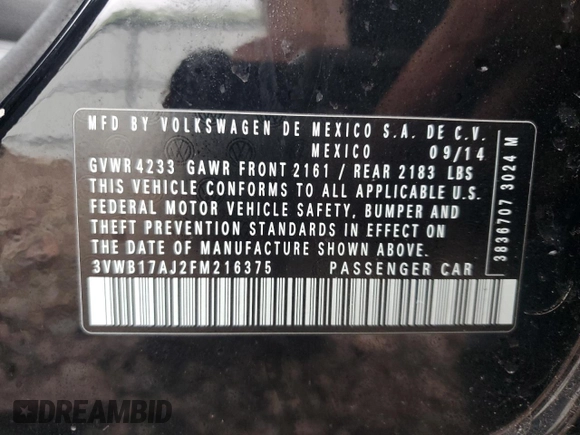 MFD BY VOLKSWAGEN DE MEXICO S.A. DE C.V.
MEXICO 09/14
GVWR 4233 GAWR FRONT 2161 / REAR 2183 LBS
THIS VEHICLE CONFORMS TO ALL APPLICABLE U.S.
FEDERAL MOTOR VEHICLE SAFETY, BUMPER AND
THEFT PREVENTION STANDARDS IN EFFECT ON
THE DATE OF MANUFACTURE SHOWN ABOVE.
3VWB17AJ2FM216375 PASSENGER CAR
3836707 3024 M
DREAMBID